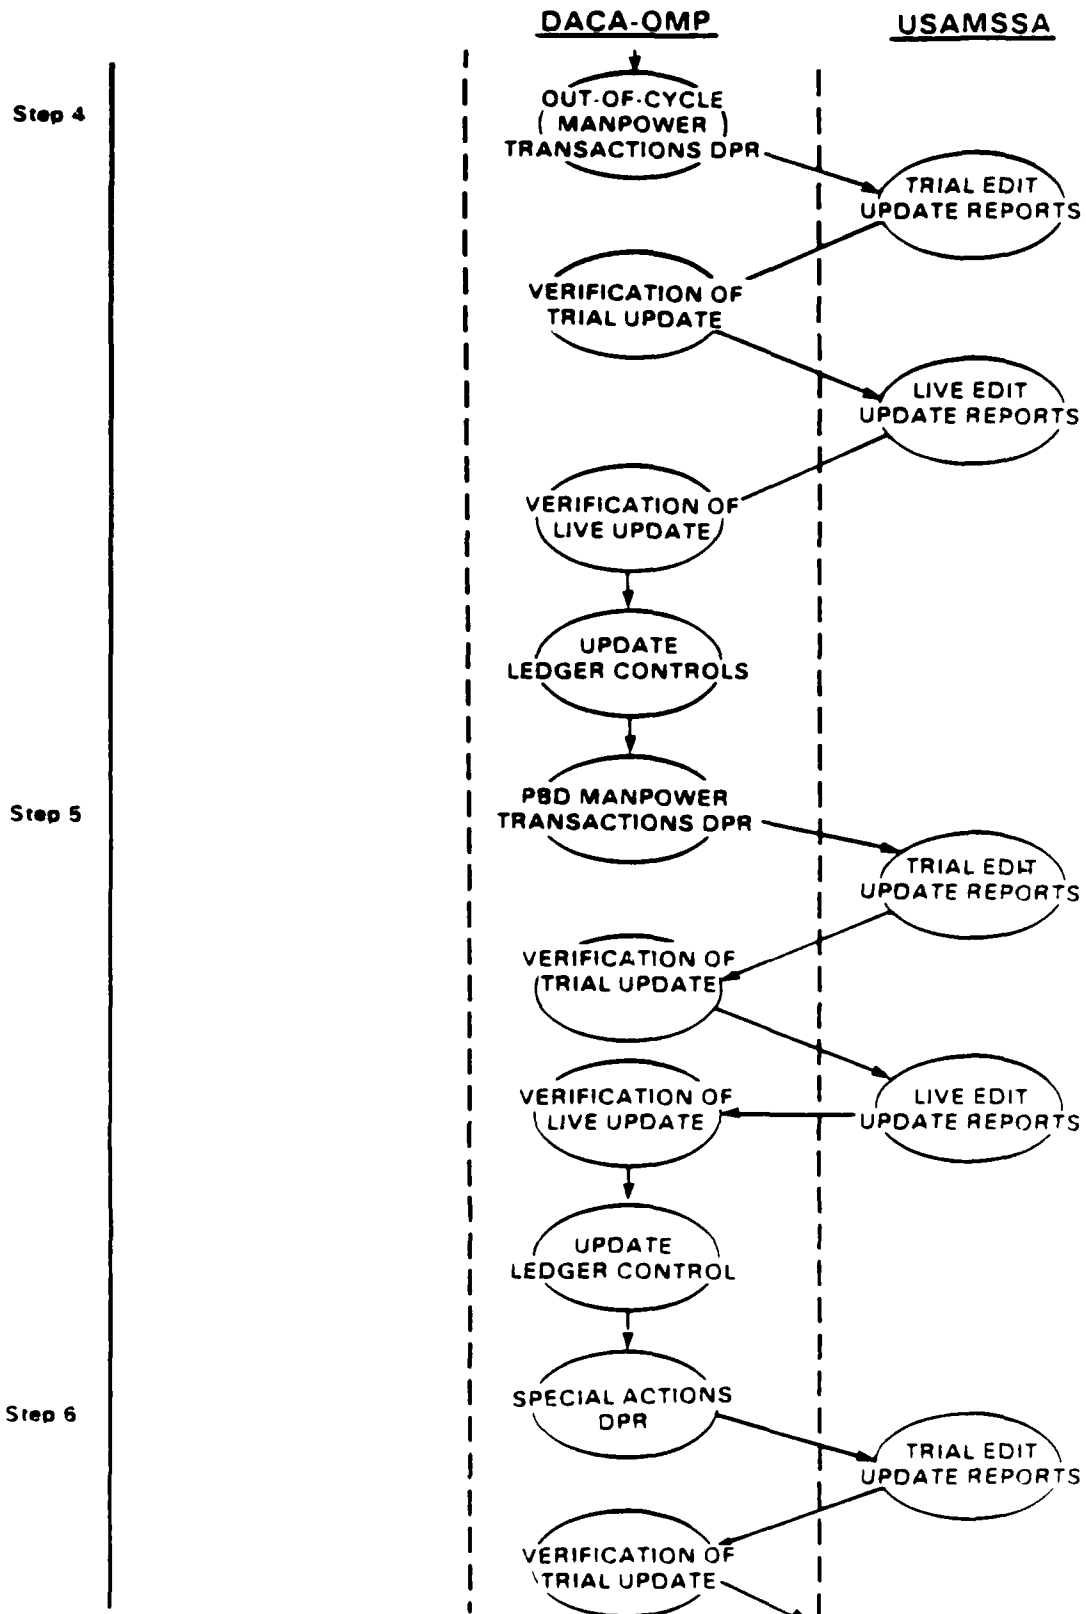 DACA-OMP
USAMSSA
Step 4
OUT-OF-CYCLE
( MANPOWER )
TRANSACTIONS DPR
TRIAL EDIT
UPDATE REPORTS
VERIFICATION OF
TRIAL UPDATE
LIVE EDIT
UPDATE REPORTS
VERIFICATION OF
LIVE UPDATE
UPDATE
LEDGER CONTROLS
Step 5
PBD MANPOWER
TRANSACTIONS DPR
TRIAL EDIT
UPDATE REPORTS
VERIFICATION OF
TRIAL UPDATE
VERIFICATION OF
LIVE UPDATE
LIVE EDIT
UPDATE REPORTS
UPDATE
LEDGER CONTROL
Step 6
SPECIAL ACTIONS
DPR
TRIAL EDIT
UPDATE REPORTS
VERIFICATION OF
TRIAL UPDATE